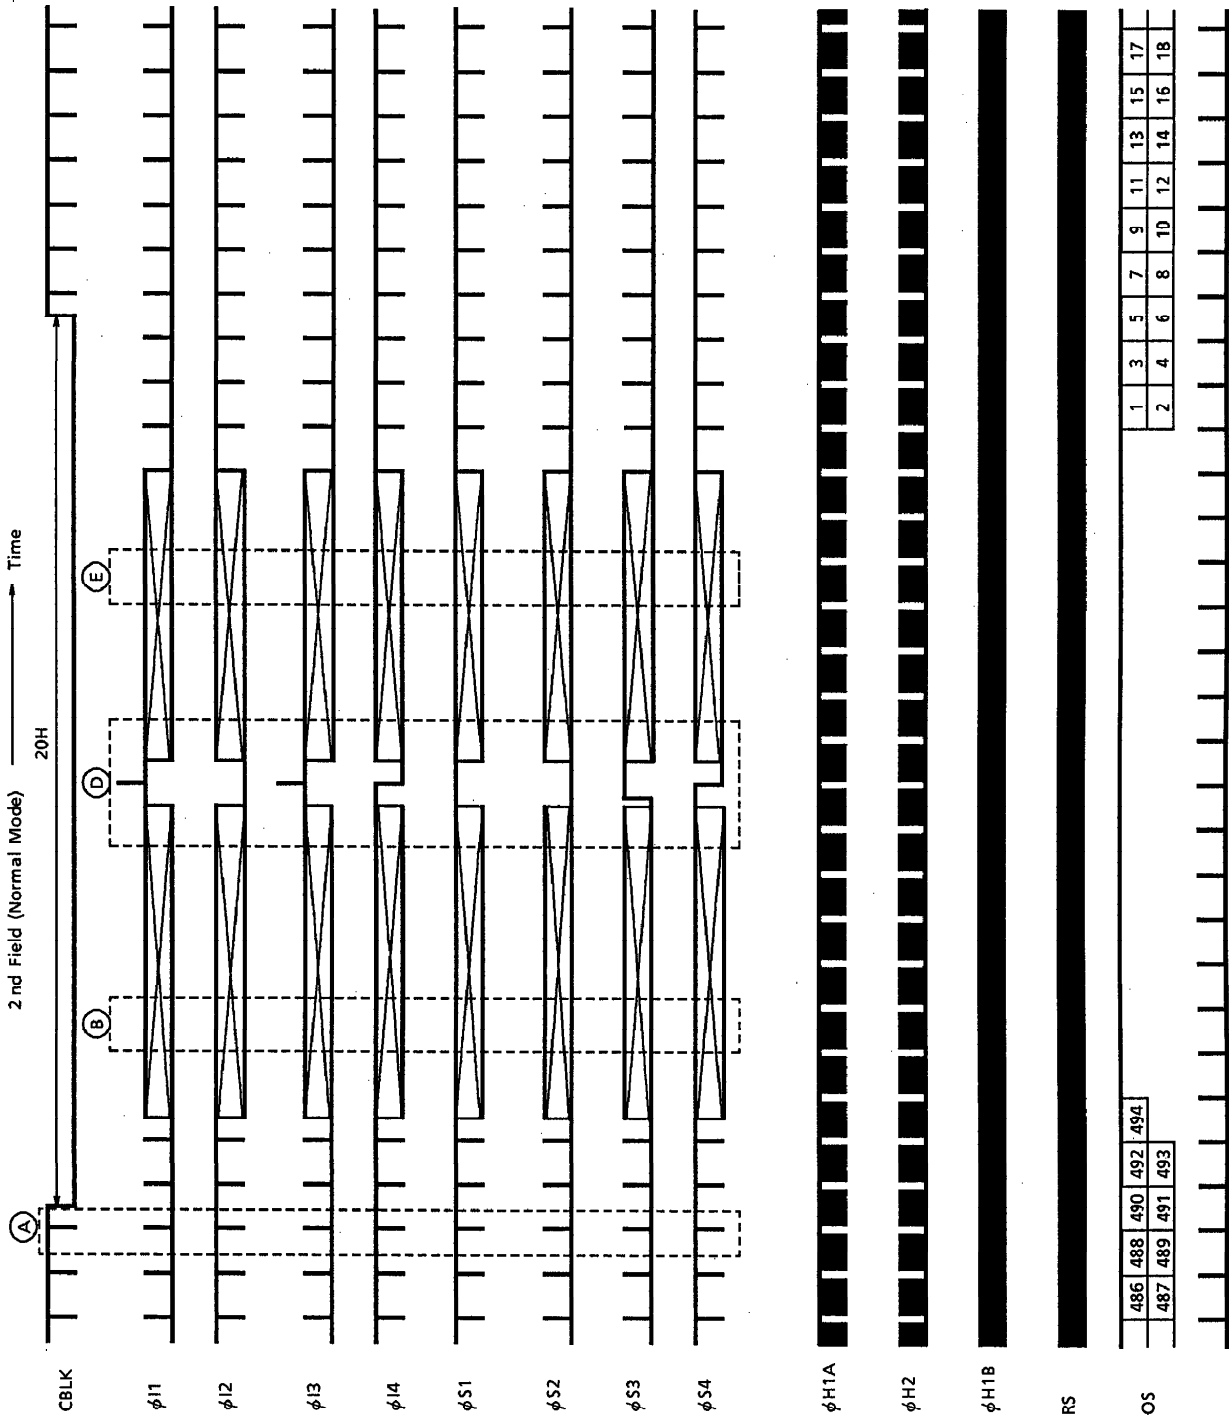 2 nd Field (Normal Mode) Time
20H
A B D E
CBLK
φI1
φI2
φI3
φI4
φS1
φS2
φS3
φS4
φH1A
φH2
φH1B
RS
OS
486 488 490 492 494 1 3 5 7 9 11 13 15 17
487 489 491 493 2 4 6 8 10 12 14 16 18